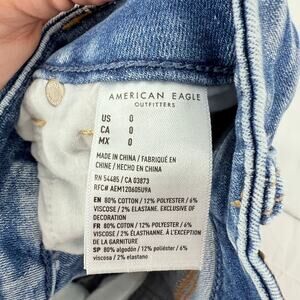 AMERICAN EAGLE
OUTFITTERS
US 0
CA 0
MX 0
MADE IN CHINA / FABRIQUÉ EN
CHINE / HECHO EN CHINA
RN 54485 / CA 03873
RFC# AEM120605U9A
EN 80% COTTON / 12% POLYESTER / 6%
VISCOSE / 2% ELASTANE. EXCLUSIVE OF
DECORATION
FR 80% COTON / 12% POLYESTER / 6%
VISCOSE / 2% ÉLASTHANNE. À L'EXCEPTION
DE LA GARNITURE
SP 80% algodón / 12% poliéster / 6%
viscosa / 2% elastano